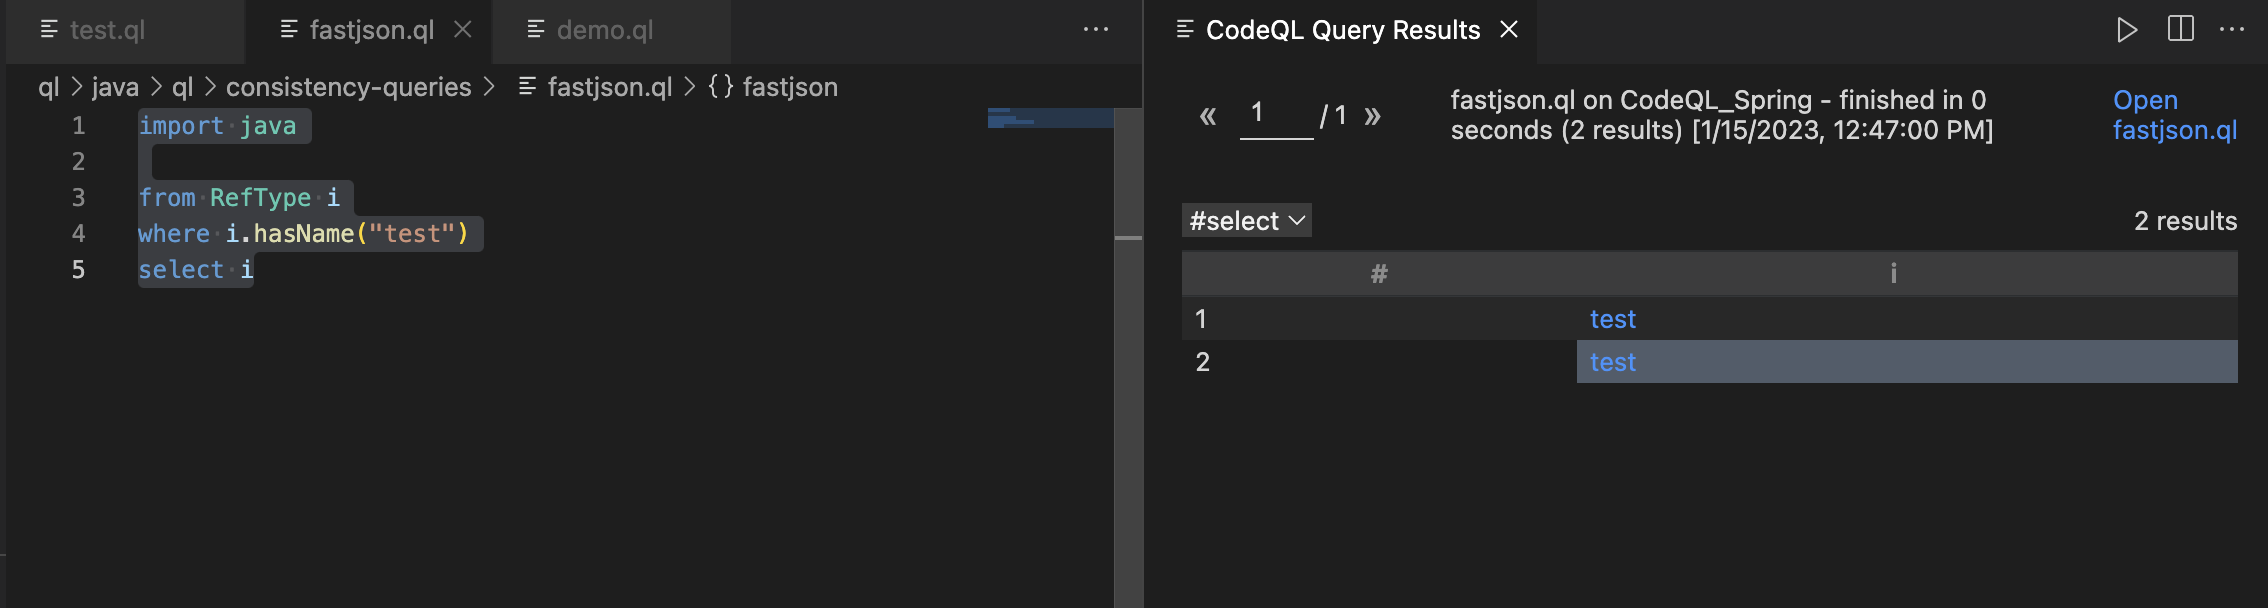 test.ql
fastjson.ql
demo.ql
ql > java > ql > consistency-queries > fastjson.ql > {} fastjson
1 import java
2
3 from RefType i
4 where i.hasName("test")
5 select i
CodeQL Query Results
« 1 / 1 »
fastjson.ql on CodeQL_Spring - finished in 0
seconds (2 results) [1/15/2023, 12:47:00 PM]
Open
fastjson.ql
#select
2 results
# i
1 test
2 test